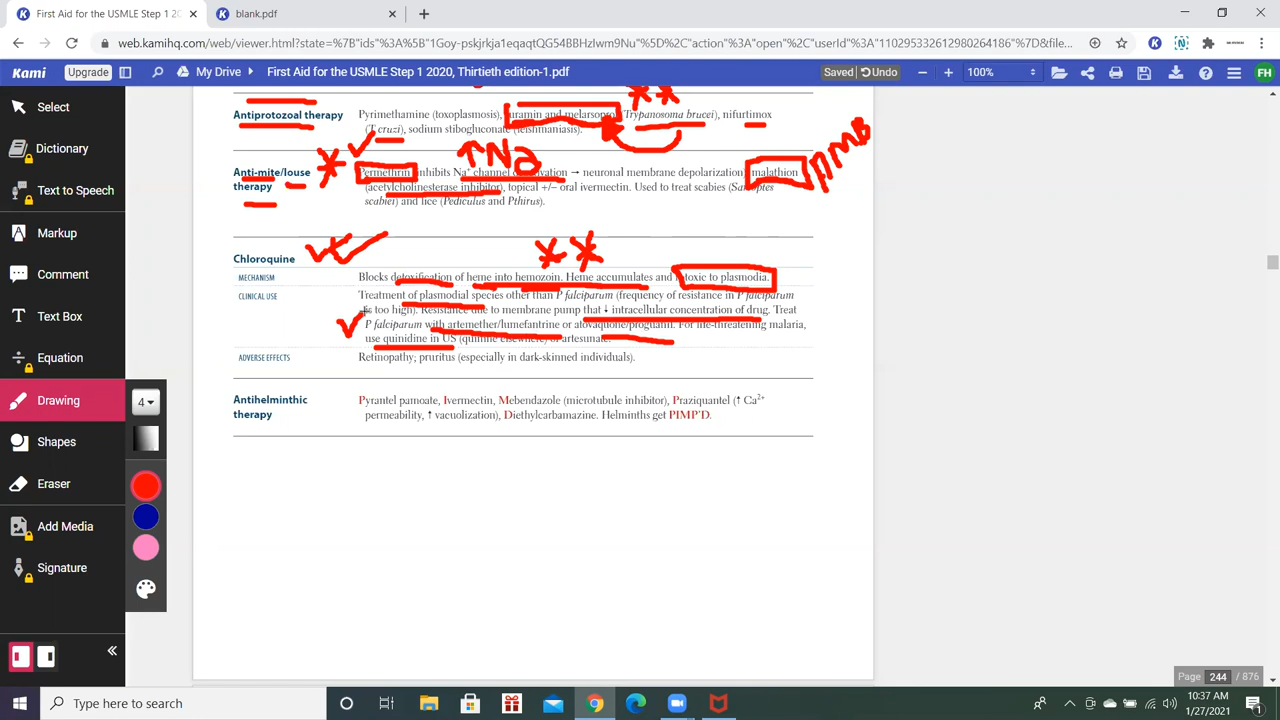 First Aid for the USMLE Step 1 202
blank.pdf
web.kamihq.com/web/viewer.html?state=%7B"ids"%3A%5B"1Goy-pskjrkja1eqaqtQG54BBHzlwm9Nu"%5D%2C"action"%3A"open"%2C"userId"%3A"110295332612980264186"%7D&file...
Kami
Upgrade
My Drive
First Aid for the USMLE Step 1 2020, Thirtieth edition-1.pdf
Saved Undo
100%
FH
Select
Dictionary
Text to Speech
Markup
Comment
Text Box
Equation
Drawing
4
Shapes
Eraser
Add Media
Signature
Antiprotozoal therapy
Pyrimethamine (toxoplasmosis), suramin and melarsoprol (Trypanosoma brucei), nifurtimox
(T cruzi), sodium stibogluconate (leishmaniasis).
↑Na
Anti-mite/louse
therapy
Permethrin inhibits Na+ channel deactivation → neuronal membrane depolarization, malathion
(acetylcholinesterase inhibitor), topical +/– oral ivermectin. Used to treat scabies (Sarcoptes
scabiei) and lice (Pediculus and Pthirus).
Chloroquine
MECHANISM
Blocks detoxification of heme into hemozoin. Heme accumulates and is toxic to plasmodia.
CLINICAL USE
Treatment of plasmodial species other than P falciparum (frequency of resistance in P falciparum
is too high). Resistance due to membrane pump that ↓ intracellular concentration of drug. Treat
P falciparum with artemether/lumefantrine or atovaquone/proguanil. For life-threatening malaria,
use quinidine in US (quinine elsewhere) or artesunate.
ADVERSE EFFECTS
Retinopathy; pruritus (especially in dark-skinned individuals).
Antihelminthic
therapy
Pyrantel pamoate, Ivermectin, Mebendazole (microtubule inhibitor), Praziquantel (↑ Ca2+
permeability, ↑ vacuolization), Diethylcarbamazine. Helminths get PIMP'D.
Page 244 / 876
Type here to search
10:37 AM
1/27/2021